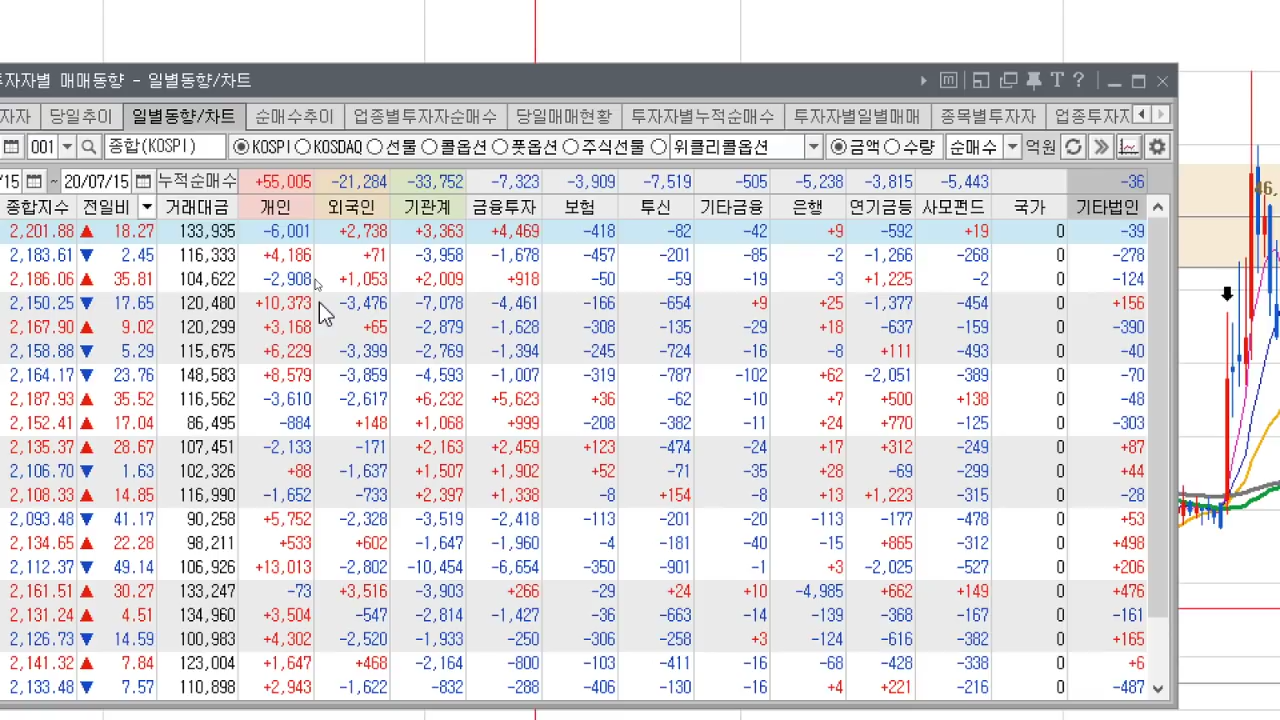 투자자별 매매동향 - 일별동향/차트
자자 당일추이 일별동향/차트 순매수추이 업종별투자자순매수 당일매매현황 투자자별누적순매수 투자자별일별매매 종목별투자자 업종투자자
001 종합(KOSPI) KOSPI KOSDAQ 선물 콜옵션 풋옵션 주식선물 위클리콜옵션 금액 수량 순매수 억원
/15 ~ 20/07/15 누적순매수 +55,005 -21,284 -33,752 -7,323 -3,909 -7,519 -505 -5,238 -3,815 -5,443 -36
종합지수 전일비 거래대금 개인 외국인 기관계 금융투자 보험 투신 기타금융 은행 연기금등 사모펀드 국가 기타법인
2,201.88 ▲ 18.27 133,935 -6,001 +2,738 +3,363 +4,469 -418 -82 -42 +9 -592 +19 0 -39
2,183.61 ▼ 2.45 116,333 +4,186 +71 -3,958 -1,678 -457 -201 -85 -2 -1,266 -268 0 -278
2,186.06 ▲ 35.81 104,622 -2,908 +1,053 +2,009 +918 -50 -59 -19 -3 +1,225 -2 0 -124
2,150.25 ▼ 17.65 120,480 +10,373 -3,476 -7,078 -4,461 -166 -654 +9 +25 -1,377 -454 0 +156
2,167.90 ▲ 9.02 120,299 +3,168 +65 -2,879 -1,628 -308 -135 -29 +18 -637 -159 0 -390
2,158.88 ▼ 5.29 115,675 +6,229 -3,399 -2,769 -1,394 -245 -724 -16 -8 +111 -493 0 -40
2,164.17 ▼ 23.76 148,583 +8,579 -3,859 -4,593 -1,007 -319 -787 -102 +62 -2,051 -389 0 -70
2,187.93 ▲ 35.52 116,562 -3,610 -2,617 +6,232 +5,623 +36 -62 -10 +7 +500 +138 0 -48
2,152.41 ▲ 17.04 86,495 -884 +148 +1,068 +999 -208 -382 -11 +24 +770 -125 0 -303
2,135.37 ▲ 28.67 107,451 -2,133 -171 +2,163 +2,459 +123 -474 -24 +17 +312 -249 0 +87
2,106.70 ▼ 1.63 102,326 +88 -1,637 +1,507 +1,902 +52 -71 -35 +28 -69 -299 0 +44
2,108.33 ▲ 14.85 116,990 -1,652 -733 +2,397 +1,338 -8 +154 -8 +13 +1,223 -315 0 -28
2,093.48 ▼ 41.17 90,258 +5,752 -2,328 -3,519 -2,418 -113 -201 -20 -113 -177 -478 0 +53
2,134.65 ▲ 22.28 98,211 +533 +602 -1,647 -1,960 -4 -181 -40 -15 +865 -312 0 +498
2,112.37 ▼ 49.14 106,926 +13,013 -2,802 -10,454 -6,654 -350 -901 -1 +3 -2,025 -527 0 +206
2,161.51 ▲ 30.27 133,247 -73 +3,516 -3,903 +266 -29 +24 +10 -4,985 +662 +149 0 +476
2,131.24 ▲ 4.51 134,960 +3,504 -547 -2,814 -1,427 -36 -663 -14 -139 -368 -167 0 -161
2,126.73 ▼ 14.59 100,983 +4,302 -2,520 -1,933 -250 -306 -258 +3 -124 -616 -382 0 +165
2,141.32 ▲ 7.84 123,004 +1,647 +468 -2,164 -800 -103 -411 -16 -68 -428 -338 0 +6
2,133.48 ▼ 7.57 110,898 +2,943 -1,622 -832 -288 -406 -130 -16 +4 +221 -216 0 -487
46.